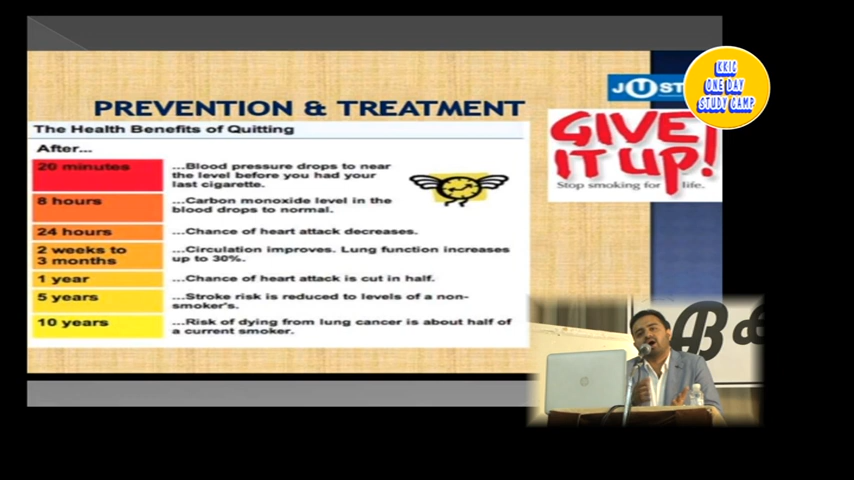 JUST
KKIC
ONE DAY
STUDY CAMP
PREVENTION & TREATMENT
GIVE
IT UP!
Stop smoking for life.
The Health Benefits of Quitting
After...
20 minutes
...Blood pressure drops to near
the level before you had your
last cigarette.
8 hours
...Carbon monoxide level in the
blood drops to normal.
24 hours
...Chance of heart attack decreases.
2 weeks to
3 months
...Circulation improves. Lung function increases
up to 30%.
1 year
...Chance of heart attack is cut in half.
5 years
...Stroke risk is reduced to levels of a non-
smoker's.
10 years
...Risk of dying from lung cancer is about half of
a current smoker.